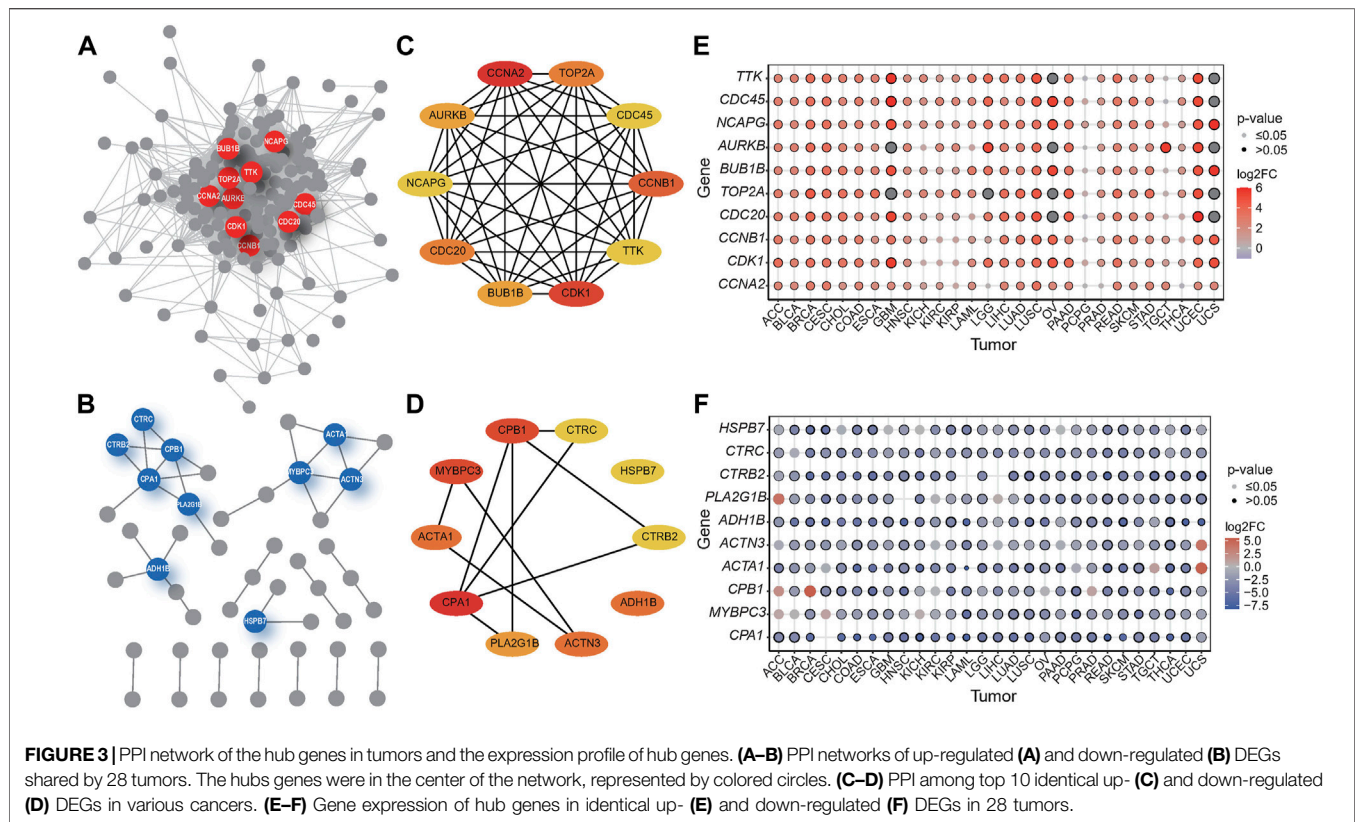 A
BUB1B
NCAPG
TOP2A
TTK
CCNA2
AURKE
CDC45
CDK1
CDC20
CCNB1
B
CTRC
CTRB2
CPB1
CPA1
PLA2G1B
ACTA1
MYBPC3
ACTN3
ADH1B
HSPB7
C
CCNA2
TOP2A
AURKB
CDC45
NCAPG
CCNB1
CDC20
TTK
BUB1B
CDK1
D
CPB1
CTRC
MYBPC3
HSPB7
ACTA1
CTRB2
CPA1
ADH1B
PLA2G1B
ACTN3
E
Gene
TTK
CDC45
NCAPG
AURKB
BUB1B
TOP2A
CDC20
CCNB1
CDK1
CCNA2
ACC BLCA BRCA CESC CHOL COAD ESCA GBM HNSC KICH KIRC KIRP LAML LGG LIHC LUAD LUSC OV PAAD PCPG PRAD READ SKCM STAD TGCT THCA UCEC UCS
Tumor
p-value
≤0.05
>0.05
log2FC
6
4
2
0
F
Gene
HSPB7
CTRC
CTRB2
PLA2G1B
ADH1B
ACTN3
ACTA1
CPB1
MYBPC3
CPA1
ACC BLCA BRCA CESC CHOL COAD ESCA GBM HNSC KICH KIRC KIRP LAML LGG LIHC LUAD LUSC OV PAAD PCPG PRAD READ SKCM STAD TGCT THCA UCEC UCS
Tumor
p-value
≤0.05
>0.05
log2FC
5.0
2.5
0.0
−2.5
−5.0
−7.5
FIGURE 3 | PPI network of the hub genes in tumors and the expression profile of hub genes. (A–B) PPI networks of up-regulated (A) and down-regulated (B) DEGs
shared by 28 tumors. The hubs genes were in the center of the network, represented by colored circles. (C–D) PPI among top 10 identical up- (C) and down-regulated
(D) DEGs in various cancers. (E–F) Gene expression of hub genes in identical up- (E) and down-regulated (F) DEGs in 28 tumors.